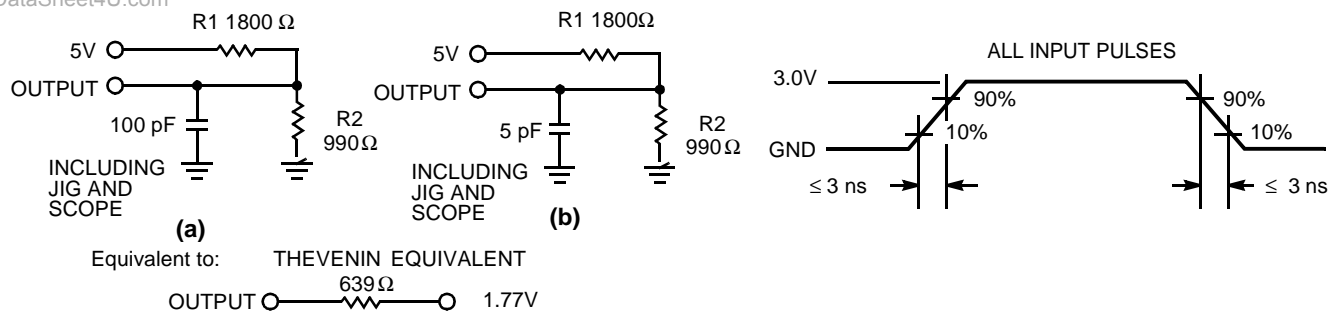 DataSheet4U.com
R1 1800 Ω
5V
OUTPUT
100 pF
R2
990Ω
INCLUDING
JIG AND
SCOPE
(a)
R1 1800Ω
5V
OUTPUT
5 pF
R2
990Ω
INCLUDING
JIG AND
SCOPE
(b)
ALL INPUT PULSES
3.0V
90%
10%
GND
90%
10%
≤ 3 ns
≤ 3 ns
Equivalent to: THEVENIN EQUIVALENT
639Ω
OUTPUT 1.77V